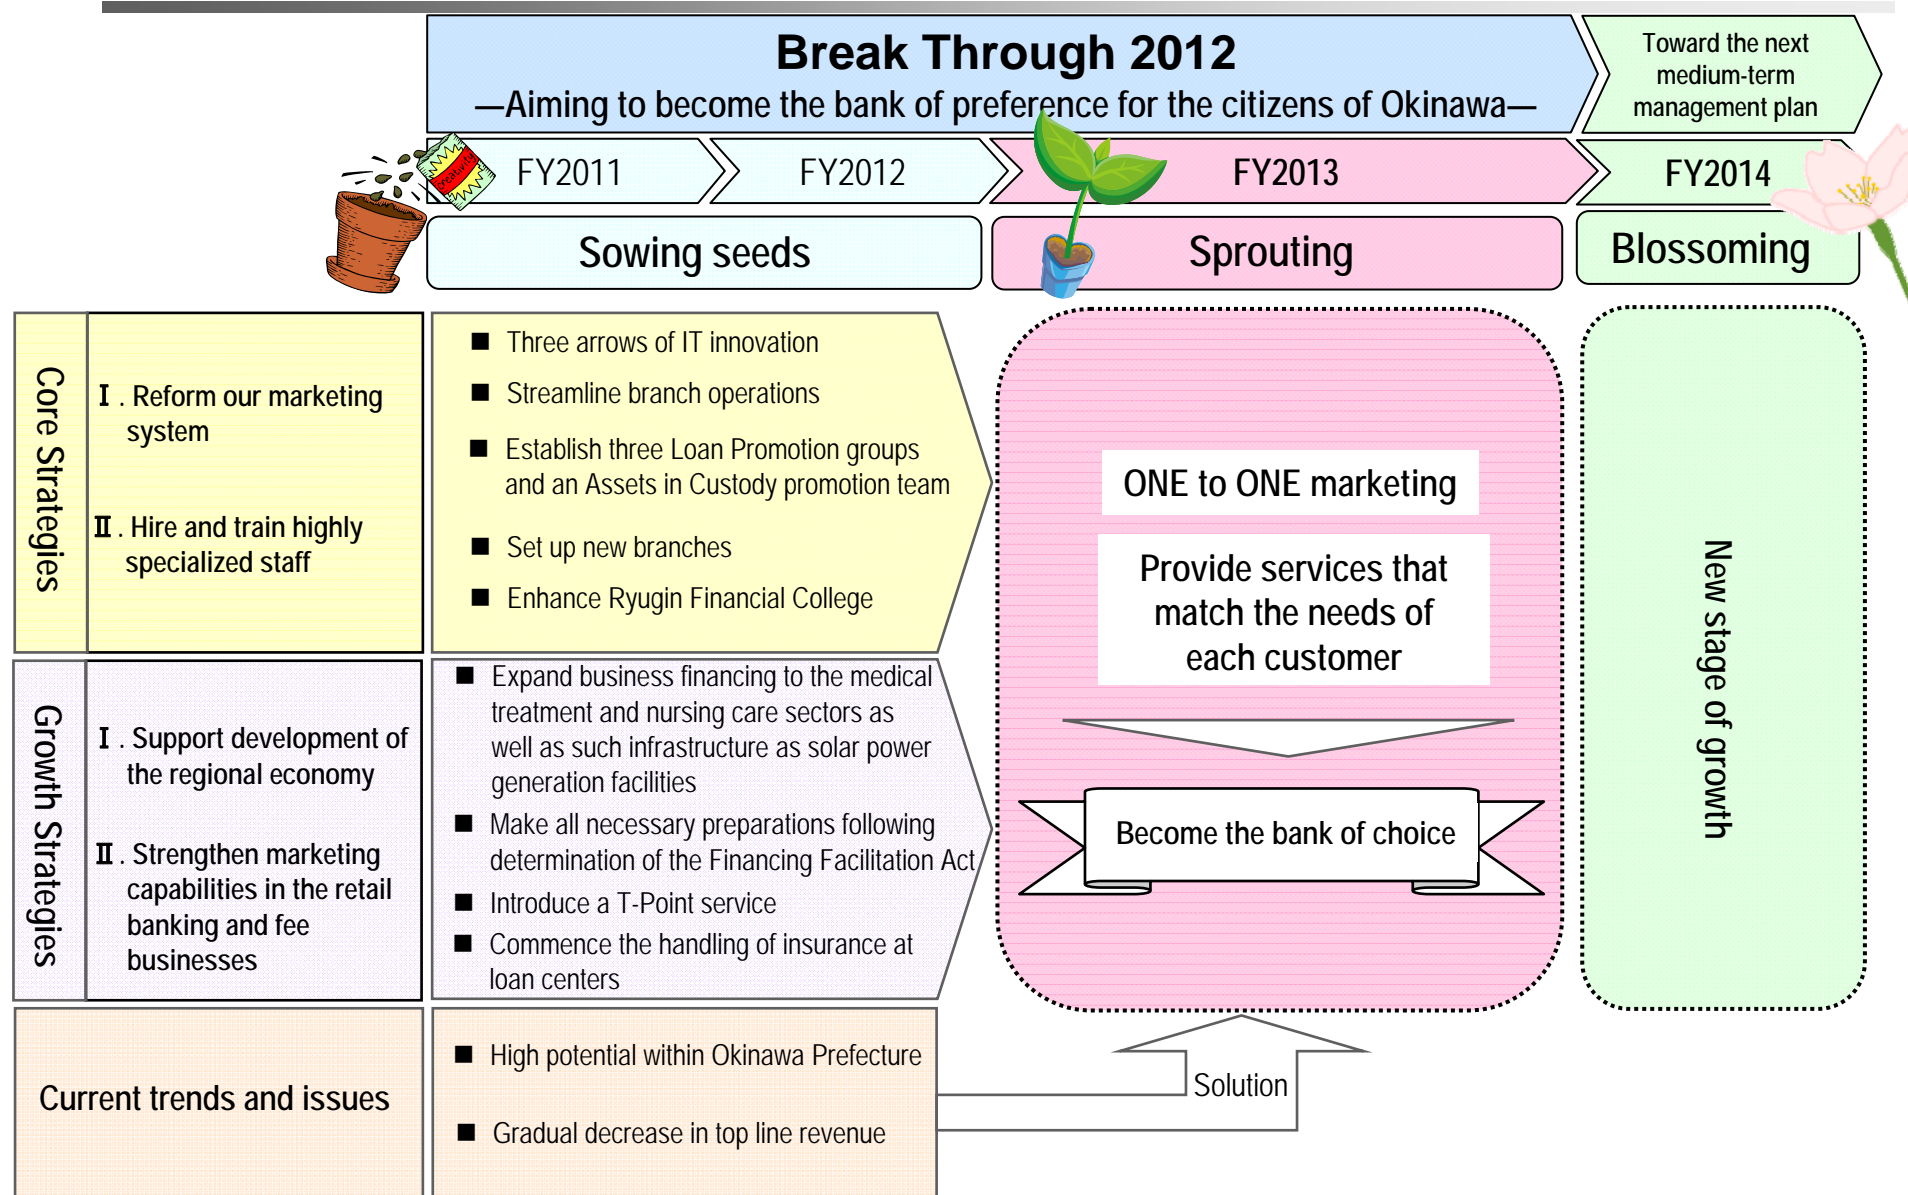 Break Through 2012
—Aiming to become the bank of preference for the citizens of Okinawa—
Toward the next
medium-term
management plan
creativity
FY2011
FY2012
FY2013
FY2014
Sowing seeds
Sprouting
Blossoming
Core Strategies
Ⅰ. Reform our marketing
system
Ⅱ. Hire and train highly
specialized staff
■ Three arrows of IT innovation
■ Streamline branch operations
■ Establish three Loan Promotion groups
and an Assets in Custody promotion team
■ Set up new branches
■ Enhance Ryugin Financial College
Growth Strategies
Ⅰ. Support development of
the regional economy
Ⅱ. Strengthen marketing
capabilities in the retail
banking and fee
businesses
■ Expand business financing to the medical
treatment and nursing care sectors as
well as such infrastructure as solar power
generation facilities
■ Make all necessary preparations following
determination of the Financing Facilitation Act
■ Introduce a T-Point service
■ Commence the handling of insurance at
loan centers
ONE to ONE marketing
Provide services that
match the needs of
each customer
Become the bank of choice
New stage of growth
Current trends and issues
■ High potential within Okinawa Prefecture
■ Gradual decrease in top line revenue
Solution